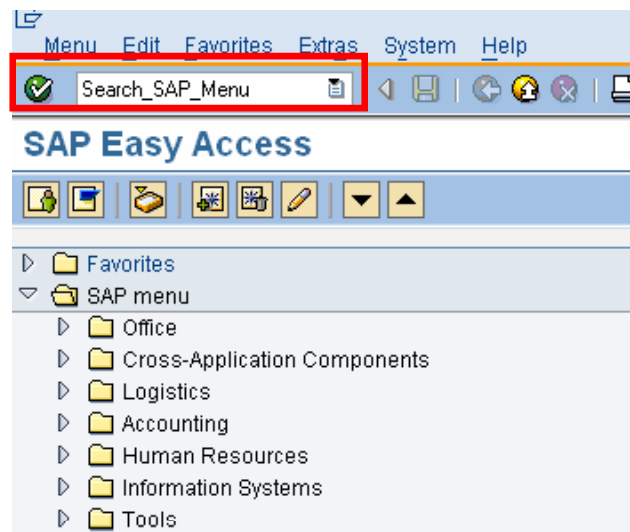 Menu Edit Favorites Extras System Help
Search_SAP_Menu
SAP Easy Access
Favorites
SAP menu
Office
Cross-Application Components
Logistics
Accounting
Human Resources
Information Systems
Tools